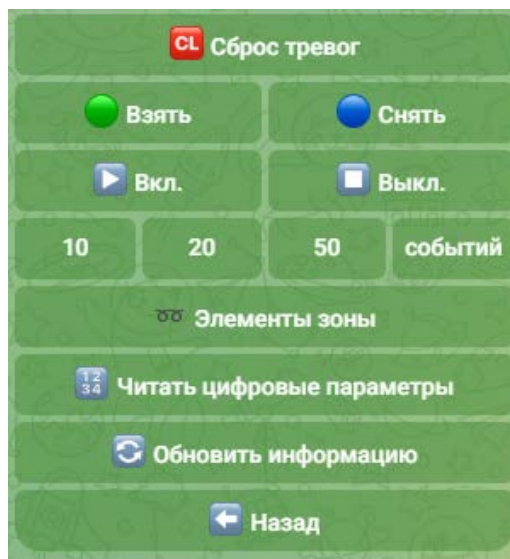 CL Сброс тревог
Взять Снять
Вкл. Выкл.
10 20 50 событий
Элементы зоны
1234 Читать цифровые параметры
Обновить информацию
Назад